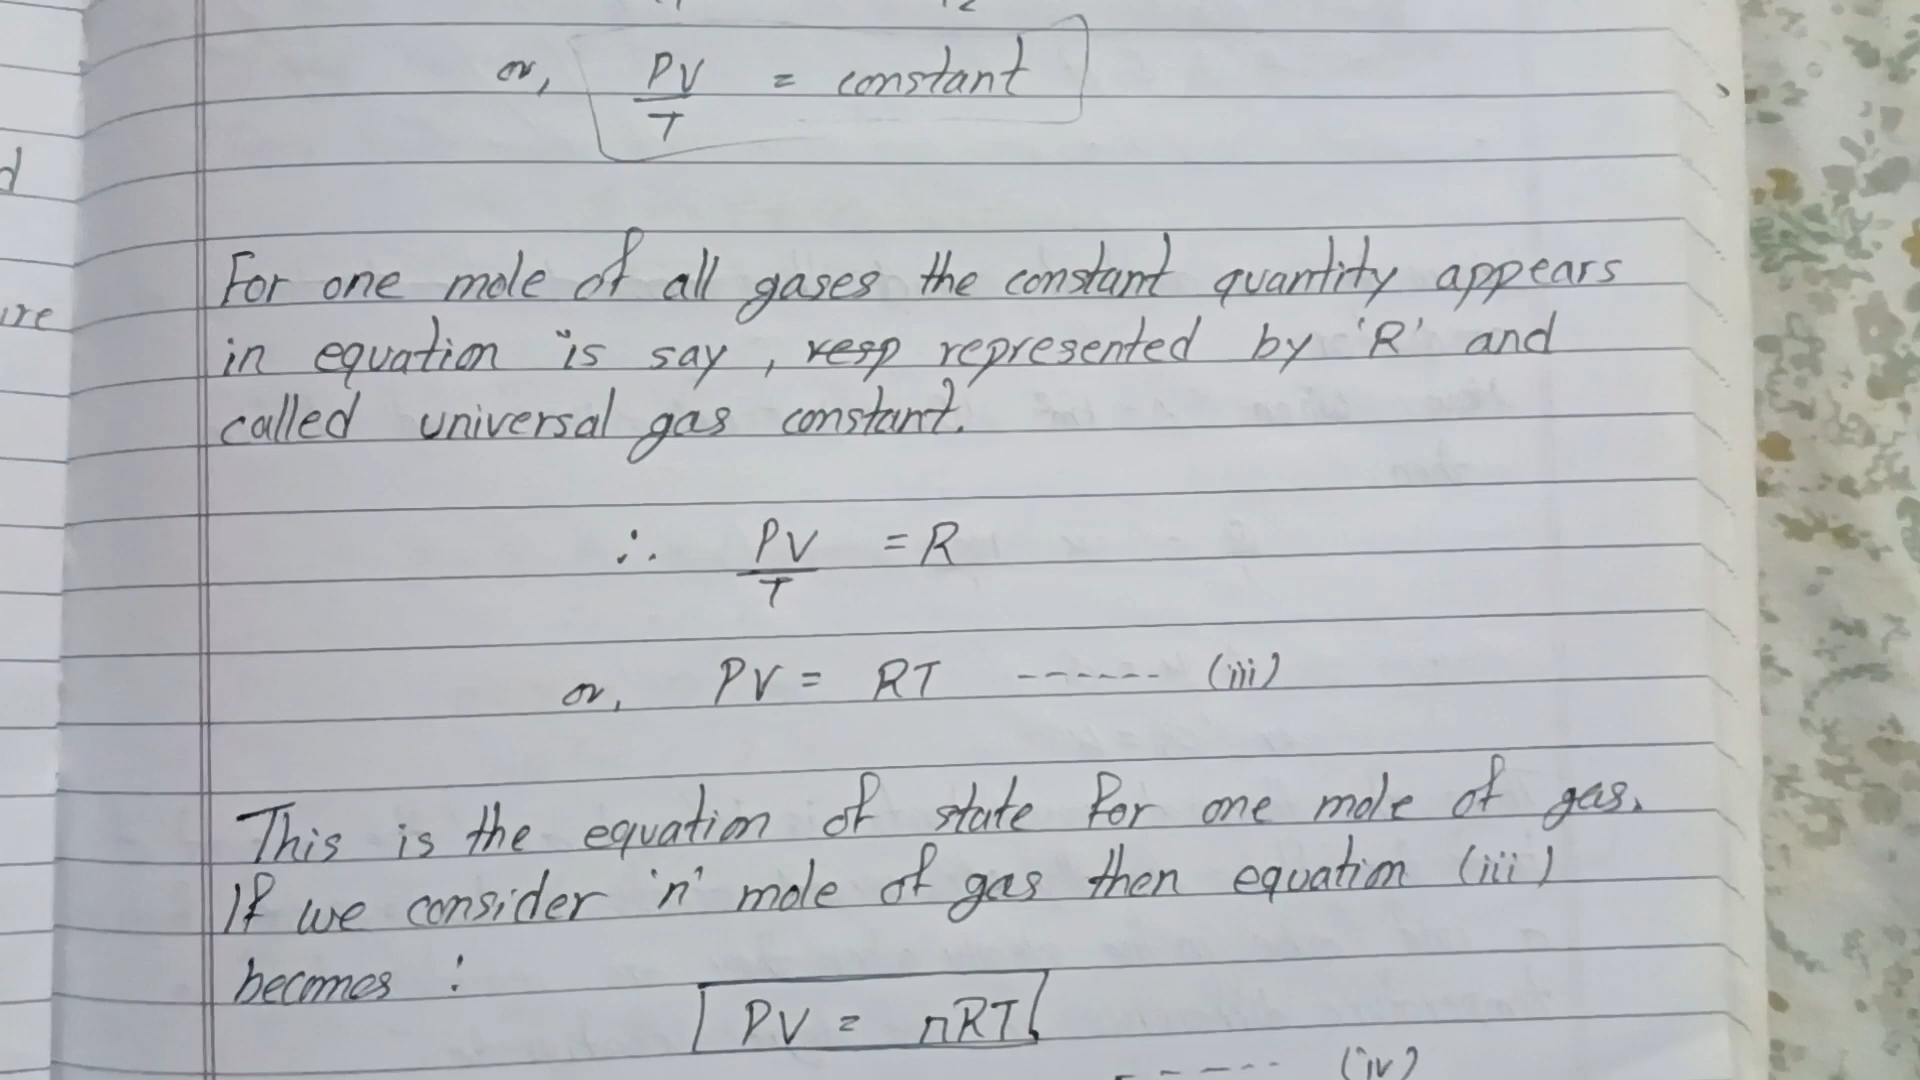 or, PV/T = constant
For one mole of all gases the constant quantity appears
in equation is say, resp represented by 'R' and
called universal gas constant.
∴ PV/T = R
or, PV = RT ------ (iii)
This is the equation of state for one mole of gas.
If we consider 'n' mole of gas then equation (iii)
becomes :
PV = nRT
----- (iv)